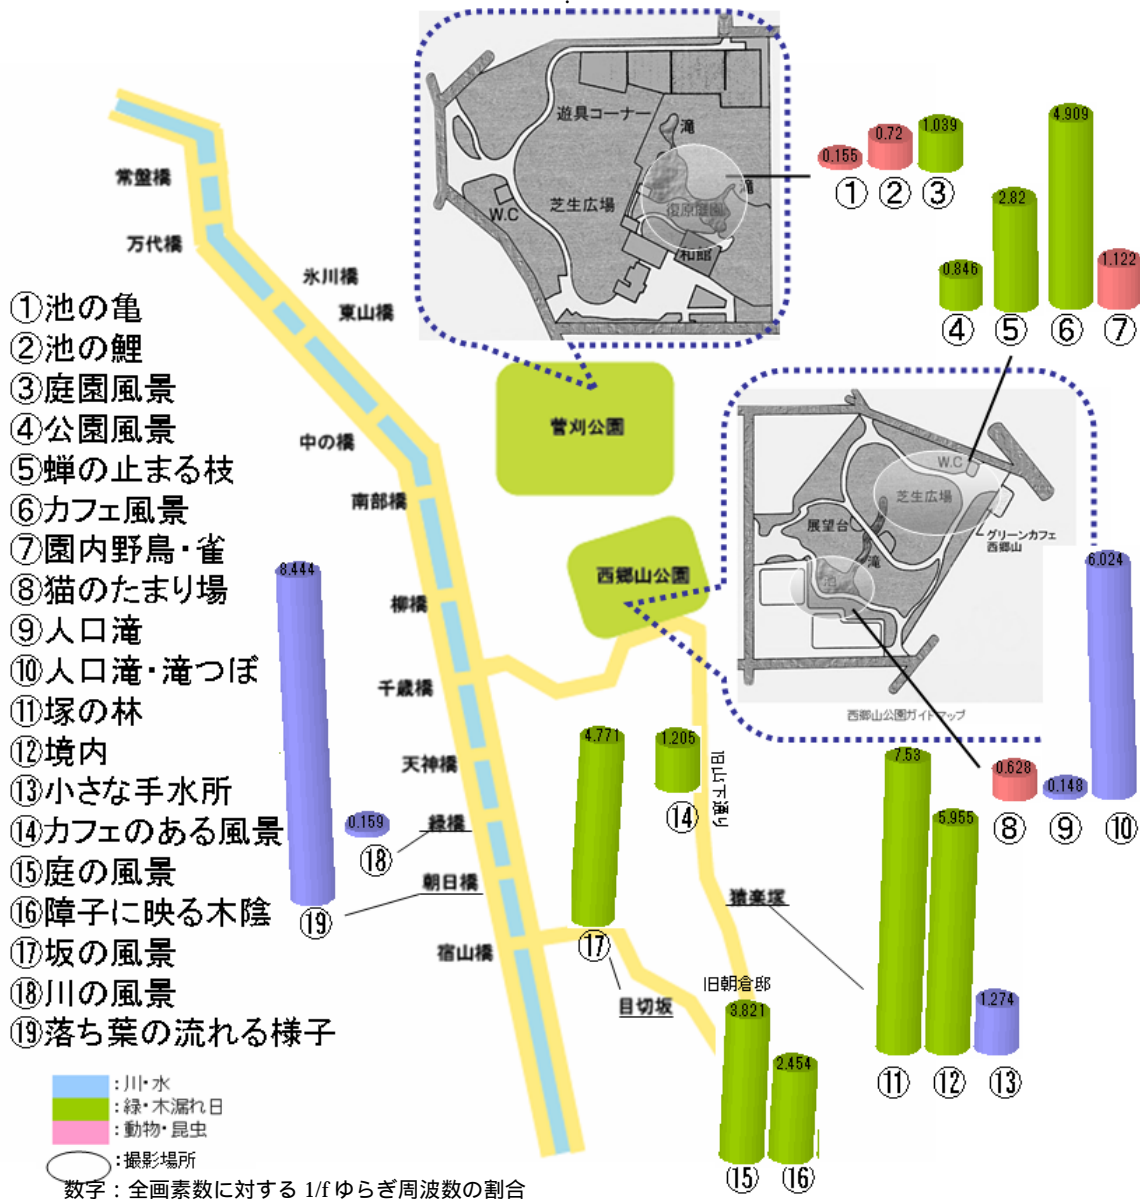 遊具コーナー
滝
滝
芝生広場
復原庭園
W.C
和館
0.155
0.72
1.039
①
②
③
0.846
2.82
4.909
1.122
④
⑤
⑥
⑦
常盤橋
万代橋
氷川橋
東山橋
中の橋
南部橋
柳橋
千歳橋
天神橋
緑橋
朝日橋
宿山橋
菅刈公園
西郷山公園
W.C
芝生広場
展望台
グリーンカフェ
西郷山
滝
池
西郷山公園ガイドマップ
①池の亀
②池の鯉
③庭園風景
④公園風景
⑤蝉の止まる枝
⑥カフェ風景
⑦園内野鳥・雀
⑧猫のたまり場
⑨人口滝
⑩人口滝・滝つぼ
⑪塚の林
⑫境内
⑬小さな手水所
⑭カフェのある風景
⑮庭の風景
⑯障子に映る木陰
⑰坂の風景
⑱川の風景
⑲落ち葉の流れる様子
8.444
0.159
⑱
⑲
4.771
1.205
⑭
⑰
旧山下通り
目切坂
猿楽塚
旧朝倉邸
3.821
2.454
⑮
⑯
7.53
5.955
1.274
⑪
⑫
⑬
0.628
0.148
6.024
⑧
⑨
⑩
：川・水
：緑・木漏れ日
：動物・昆虫
：撮影場所
数字：全画素数に対する 1/f ゆらぎ周波数の割合